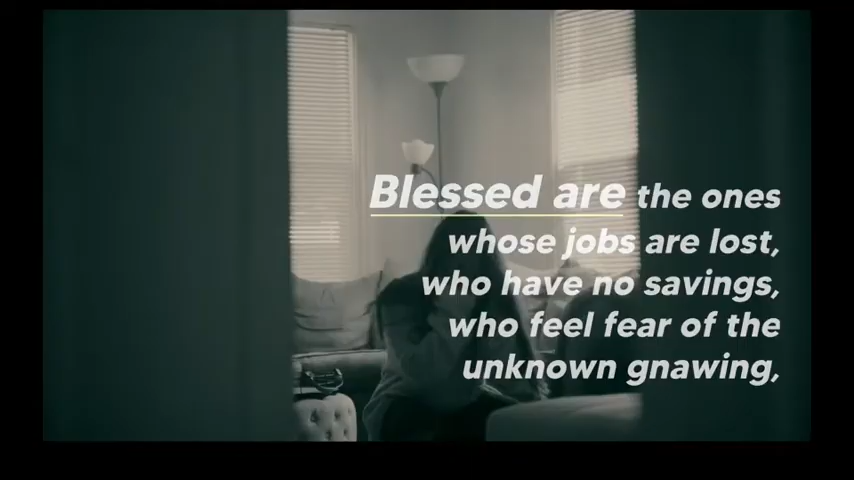 Blessed are the ones
whose jobs are lost,
who have no savings,
who feel fear of the
unknown gnawing,